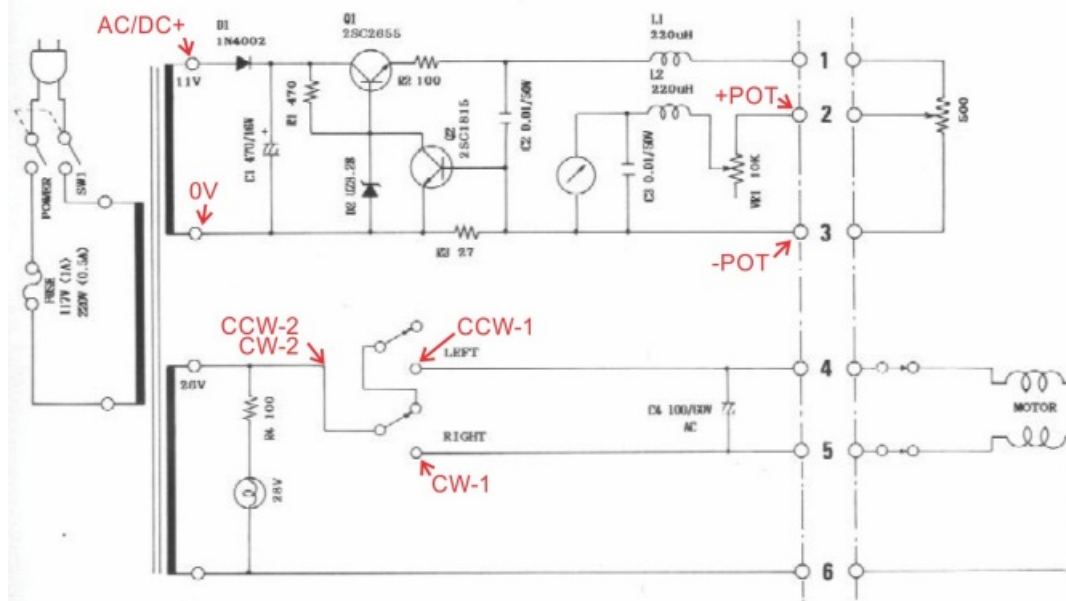 AC/DC+
D1
1N4002
Q1
2SC2655
L1
220uH
R2 100
L2
220uH
+POT
1
2
3
11V
R1 470
C1 470/16V
+
Q2
2SC1815
C2 0.01/50V
C3 0.01/50V
VR1 10K
500
D2 UZ8.2B
0V
R3 27
-POT
POWER
SW1
FUSE
117V (1A)
220V (0.5A)
CCW-2
CW-2
CCW-1
LEFT
4
26V
R4 100
C4 100/60V
AC
MOTOR
RIGHT
5
CW-1
28V
6